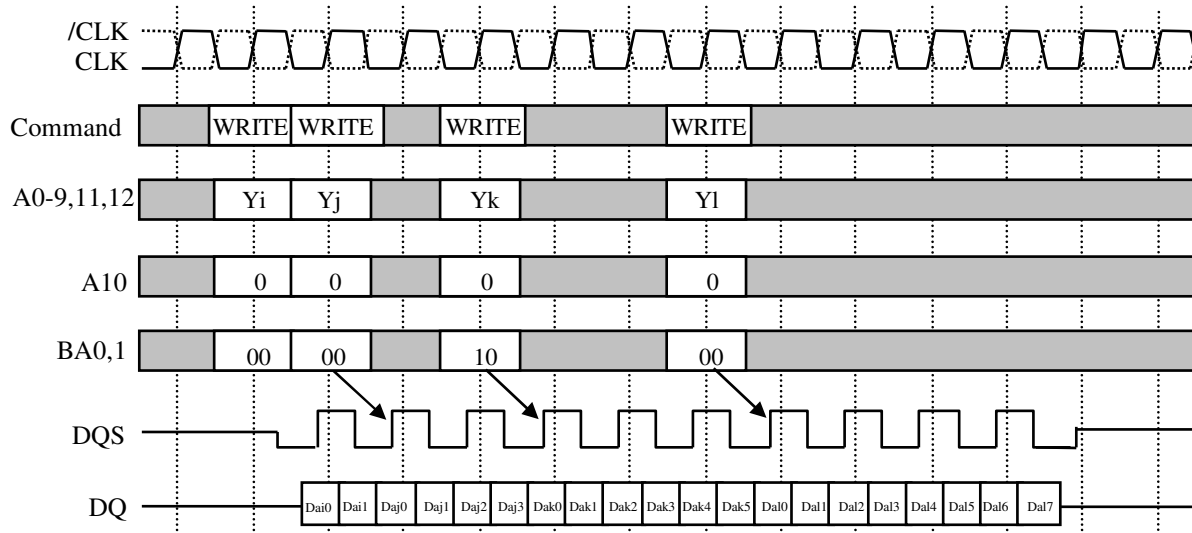 /CLK
CLK
Command WRITE WRITE WRITE WRITE
A0-9,11,12 Yi Yj Yk Yl
A10 0 0 0 0
BA0,1 00 00 10 00
DQS
DQ Dai0 Dai1 Daj0 Daj1 Daj2 Daj3 Dak0 Dak1 Dak2 Dak3 Dak4 Dak5 Dal0 Dal1 Dal2 Dal3 Dal4 Dal5 Dal6 Dal7